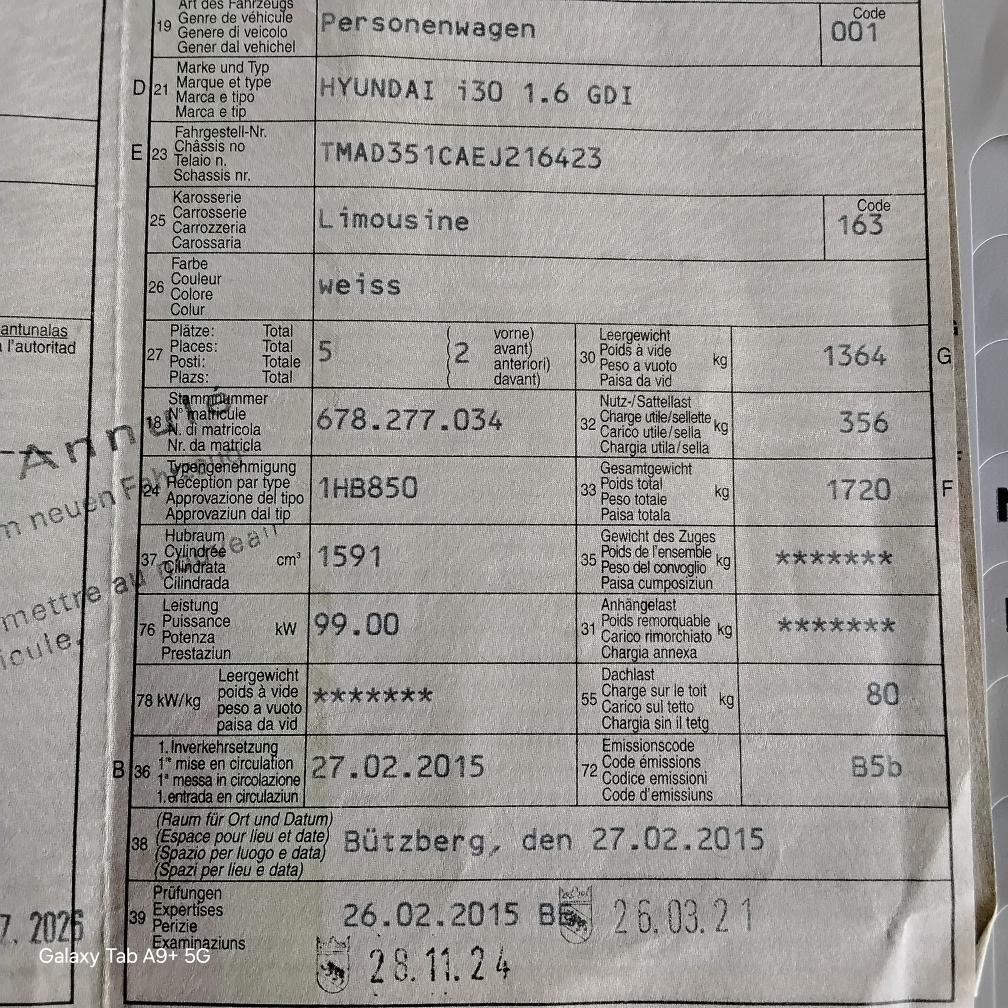 Art des Fahrzeugs
19 Genre de véhicule
Genere di veicolo
Gener dal vehichel
Personenwagen
Code
001
D 21 Marke und Typ
Marque et type
Marca e tipo
Marca e tip
HYUNDAI i30 1.6 GDI
E 23 Fahrgestell-Nr.
Châssis no
Telaio n.
Schassis nr.
TMAD351CAEJ216423
25 Karosserie
Carrosserie
Carrozzeria
Carossaria
Limousine
Code
163
26 Farbe
Couleur
Colore
Colur
weiss
antunalas
l'autoritad
27 Plätze: Total
Places: Total
Posti: Totale
Plazs: Total
5
2
vorne)
avant)
anteriori)
davant)
30 Leergewicht
Poids à vide
Peso a vuoto
Paisa da vid
kg
1364
G
18 Stammnummer
N° matricule
N. di matricola
Nr. da matricla
678.277.034
32 Nutz-/Sattellast
Charge utile/sellette
Carico utile/sella
Chargia utila/sella
kg
356
Annulé
24 Typengenehmigung
Réception par type
Approvazione del tipo
Approvaziun dal tip
1HB850
33 Gesamtgewicht
Poids total
Peso totale
Paisa totala
kg
1720
F
m neuen Fahrzeug
37 Hubraum
Cylindrée
Cilindrata
Cilindrada
cm³
1591
35 Gewicht des Zuges
Poids de l'ensemble
Peso del convoglio
Paisa cumposiziun
kg
*******
mettre au nouveau
icule.
76 Leistung
Puissance
Potenza
Prestaziun
kW
99.00
31 Anhängelast
Poids remorquable
Carico rimorchiato
Chargia annexa
kg
*******
78 kW/kg
Leergewicht
poids à vide
peso a vuoto
paisa da vid
*******
55 Dachlast
Charge sur le toit
Carico sul tetto
Chargia sin il tetg
kg
80
B 36 1. Inverkehrsetzung
1re mise en circulation
1a messa in circolazione
1. entrada en circulaziun
27.02.2015
72 Emissionscode
Code émissions
Codice emissioni
Code d'emissiuns
B5b
38 (Raum für Ort und Datum)
(Espace pour lieu et date)
(Spazio per luogo e data)
(Spazi per lieu e data)
Bützberg, den 27.02.2015
39 Prüfungen
Expertises
Perizie
Examinaziuns
26.02.2015 BE
26.03.21
28.11.24
7. 2026
Galaxy Tab A9+ 5G